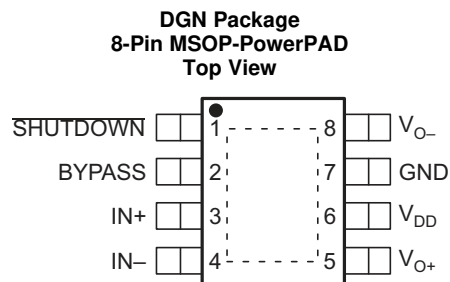 DGN Package
8-Pin MSOP-PowerPAD
Top View
SHUTDOWN 1 8 VO–
BYPASS 2 7 GND
IN+ 3 6 VDD
IN– 4 5 VO+